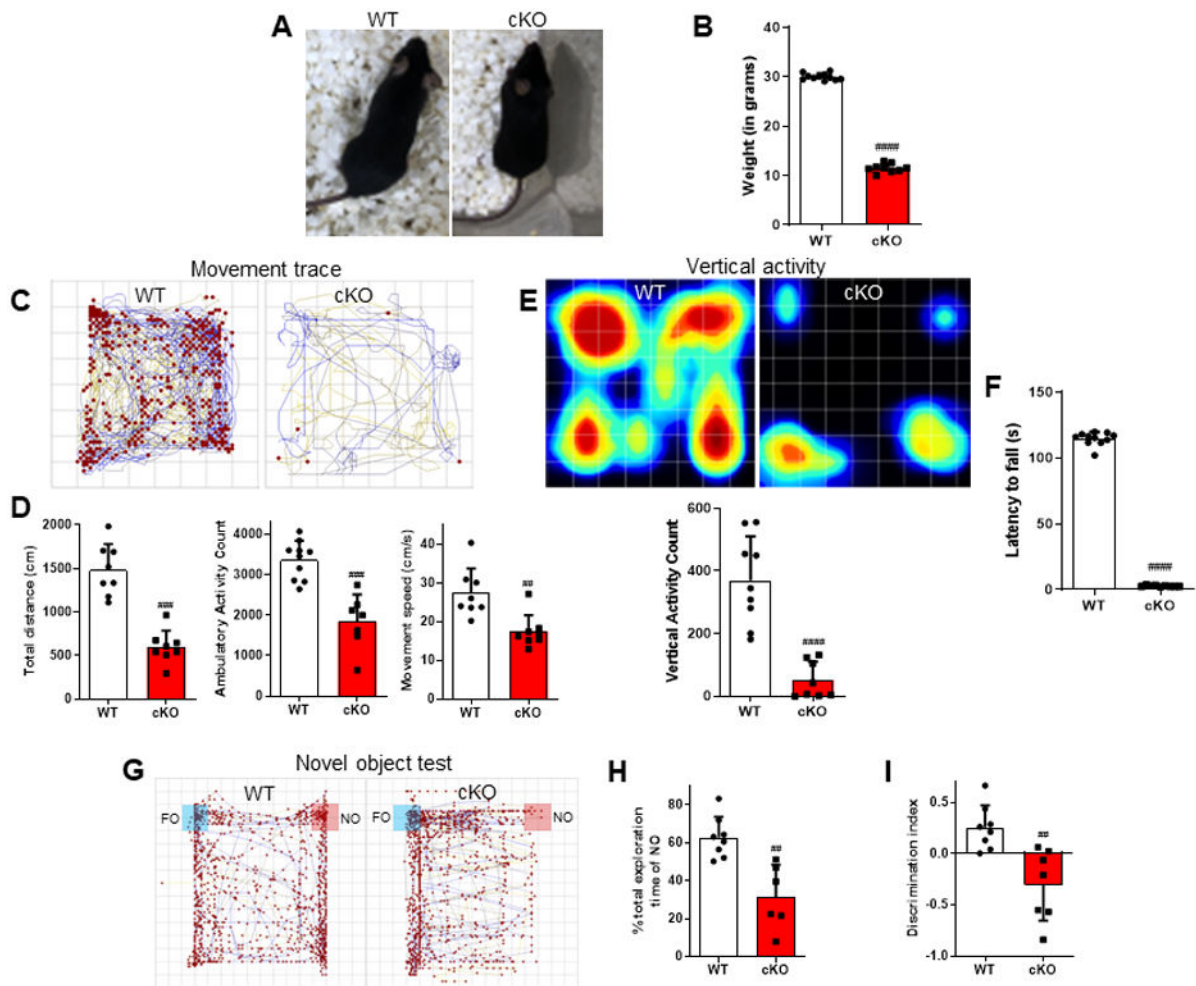 A
WT
cKO
B
Weight (in grams)
40
30
20
10
0
####
WT
cKO
Movement trace
C
WT
cKO
Vertical activity
E
WT
cKO
F
Latency to fall (s)
150
100
50
0
####
WT
cKO
D
Total distance (cm)
2000
1500
1000
500
0
###
WT
cKO
Ambulatory Activity Count
4000
3000
2000
1000
0
###
WT
cKO
Movement speed (cm/s)
40
30
20
10
0
##
WT
cKO
Vertical Activity Count
600
400
200
0
####
WT
cKO
Novel object test
G
WT
cKO
FO
NO
FO
NO
H
% total exploration
time of NO
80
60
40
20
0
##
WT
cKO
I
Discrimination index
0.5
0.0
-0.5
-1.0
##
WT
cKO